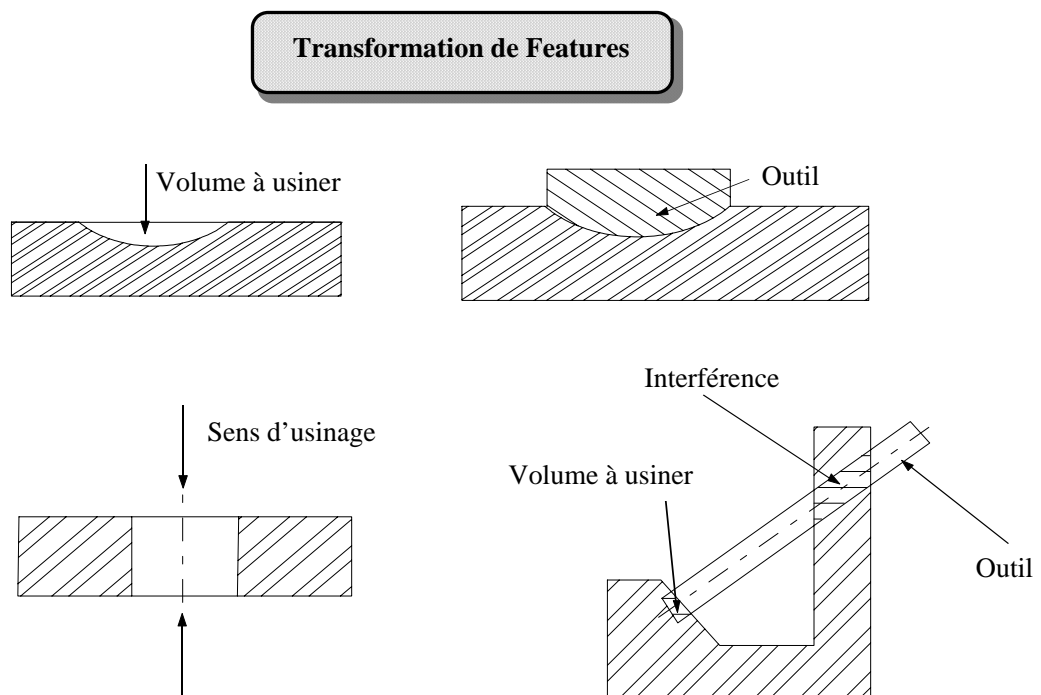 Transformation de Features
Volume à usiner
Outil
Interférence
Sens d’usinage
Volume à usiner
Outil